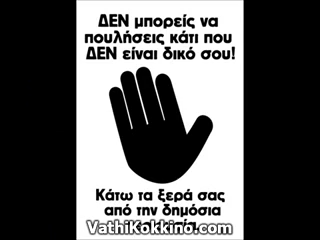 ΔΕΝ μπορείς να
πουλήσεις κάτι που
ΔΕΝ είναι δικό σου!
Κάτω τα ξερά σας
από την δημόσια
VathiKokkino.com